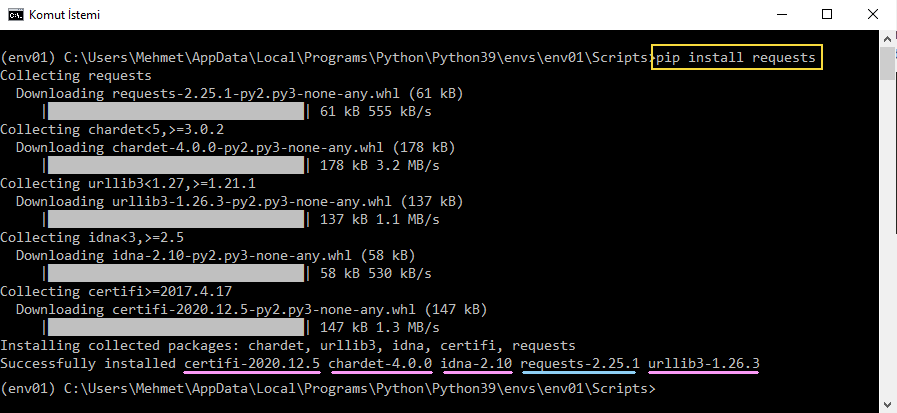 Komut İstemi
(env01) C:\Users\Mehmet\AppData\Local\Programs\Python\Python39\envs\env01\Scripts>pip install requests
Collecting requests
  Downloading requests-2.25.1-py2.py3-none-any.whl (61 kB)
     |████████████████████████████████| 61 kB 555 kB/s
Collecting chardet<5,>=3.0.2
  Downloading chardet-4.0.0-py2.py3-none-any.whl (178 kB)
     |████████████████████████████████| 178 kB 3.2 MB/s
Collecting urllib3<1.27,>=1.21.1
  Downloading urllib3-1.26.3-py2.py3-none-any.whl (137 kB)
     |████████████████████████████████| 137 kB 1.1 MB/s
Collecting idna<3,>=2.5
  Downloading idna-2.10-py2.py3-none-any.whl (58 kB)
     |████████████████████████████████| 58 kB 530 kB/s
Collecting certifi>=2017.4.17
  Downloading certifi-2020.12.5-py2.py3-none-any.whl (147 kB)
     |████████████████████████████████| 147 kB 1.3 MB/s
Installing collected packages: chardet, urllib3, idna, certifi, requests
Successfully installed certifi-2020.12.5 chardet-4.0.0 idna-2.10 requests-2.25.1 urllib3-1.26.3
(env01) C:\Users\Mehmet\AppData\Local\Programs\Python\Python39\envs\env01\Scripts>